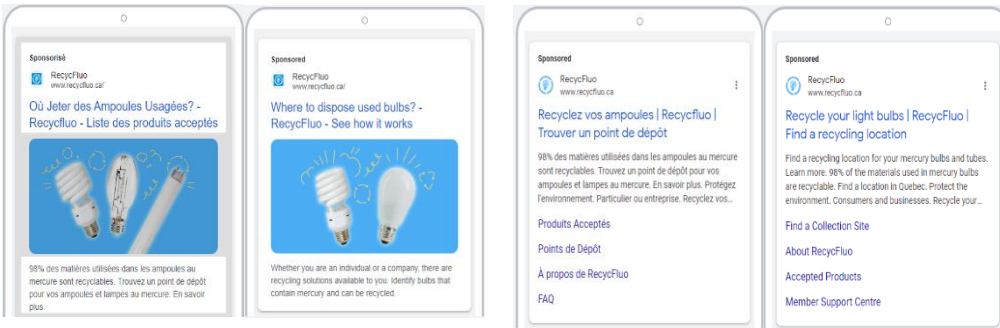 Sponsorisé
RecycFluo
www.recycfluo.ca/
Où Jeter des Ampoules Usagées? -
Recycfluo - Liste des produits acceptés
98% des matières utilisées dans les ampoules au
mercure sont recyclables. Trouvez un point de dépôt
pour vos ampoules et lampes au mercure. En savoir
plus.
Sponsored
RecycFluo
www.recycfluo.ca/
Where to dispose used bulbs? -
RecycFluo - See how it works
Whether you are an individual or a company, there are
recycling solutions available to you. Identify bulbs that
contain mercury and can be recycled.
Sponsored
RecycFluo
www.recycfluo.ca
Recyclez vos ampoules | Recycfluo |
Trouver un point de dépôt
98% des matières utilisées dans les ampoules au mercure
sont recyclables. Trouvez un point de dépôt pour vos
ampoules et lampes au mercure. En savoir plus. Protégez
l'environnement. Particulier ou entreprise. Recyclez vos...
Produits Acceptés
Points de Dépôt
À propos de RecycFluo
FAQ
Sponsored
RecycFluo
www.recycfluo.ca
Recycle your light bulbs | RecycFluo |
Find a recycling location
Find a recycling location for your mercury bulbs and tubes.
Learn more. 98% of the materials used in mercury bulbs
are recyclable. Find a location in Quebec. Protect the
environment. Consumers and businesses. Recycle your...
Find a Collection Site
About RecycFluo
Accepted Products
Member Support Centre